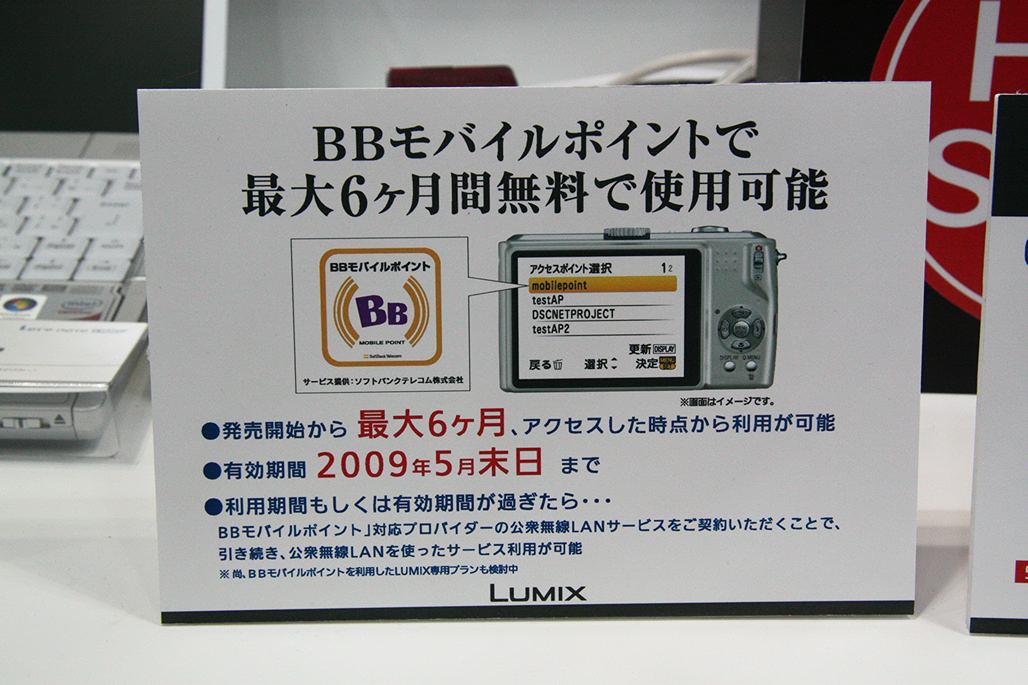 BBモバイルポイントで
最大6ヶ月間無料で使用可能
BBモバイルポイント
BB
MOBILE POINT
SoftBank Telecom
サービス提供:ソフトバンクテレコム株式会社
アクセスポイント選択 1 2
mobilepoint
testAP
DSCNETPROJECT
testAP2
更新 DISPLAY
戻る 選択 決定 MENU
DISPLAY Q.MENU
※画面はイメージです。
●発売開始から 最大6ヶ月、アクセスした時点から利用が可能
●有効期間 2009年5月末日 まで
●利用期間もしくは有効期間が過ぎたら・・・
BBモバイルポイント」対応プロバイダーの公衆無線LANサービスをご契約いただくことで、
引き続き、公衆無線LANを使ったサービス利用が可能
※ 尚、BBモバイルポイントを利用したLUMIX専用プランも検討中
LUMIX